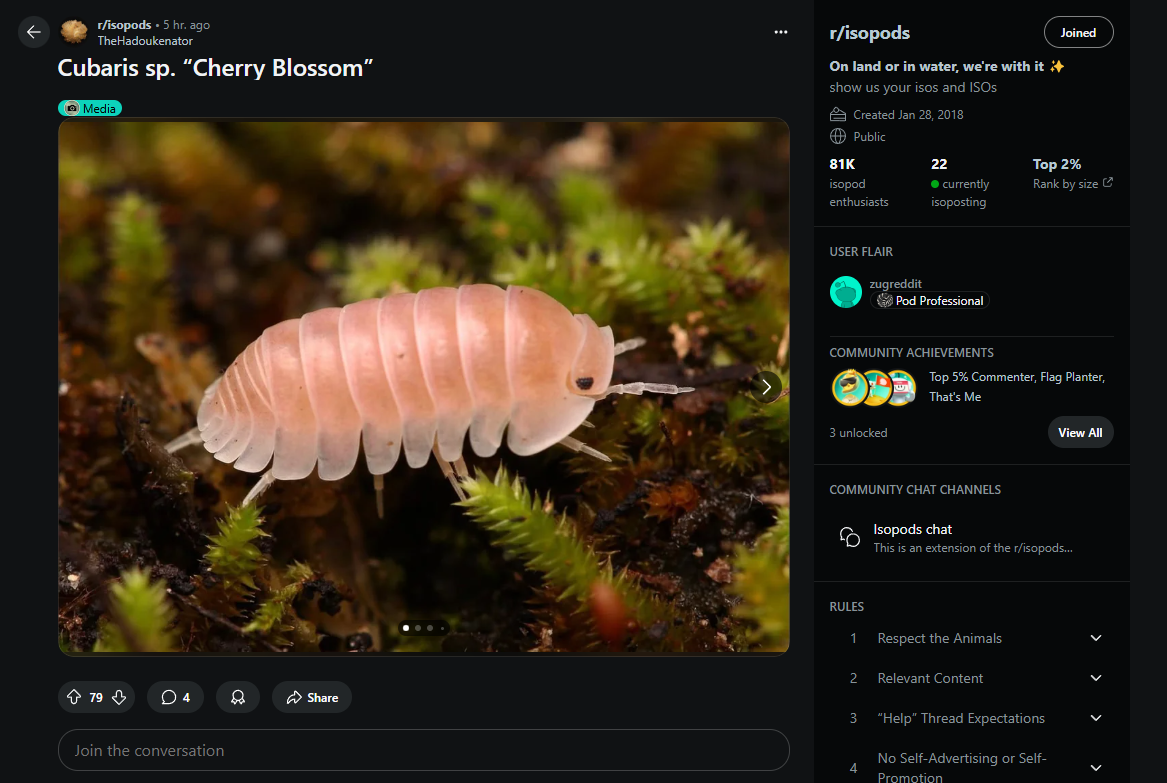 r/isopods • 5 hr. ago
TheHadoukenator
Cubaris sp. “Cherry Blossom”
Media
79
4
Share
Join the conversation
r/isopods
Joined
On land or in water, we're with it ✨
show us your isos and ISOs
Created Jan 28, 2018
Public
81K
isopod
enthusiasts
22
currently
isoposting
Top 2%
Rank by size
USER FLAIR
zugreddit
Pod Professional
COMMUNITY ACHIEVEMENTS
Top 5% Commenter, Flag Planter,
That's Me
3 unlocked
View All
COMMUNITY CHAT CHANNELS
Isopods chat
This is an extension of the r/isopods...
RULES
1 Respect the Animals
2 Relevant Content
3 “Help” Thread Expectations
4 No Self-Advertising or Self-
Promotion